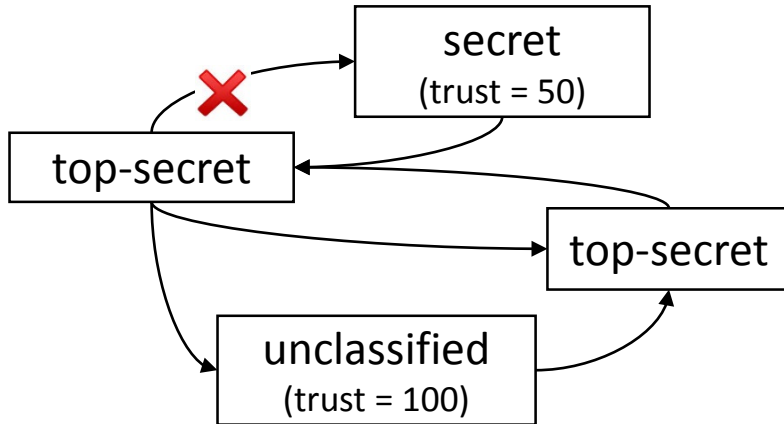 secret
(trust = 50)
top-secret
top-secret
unclassified
(trust = 100)